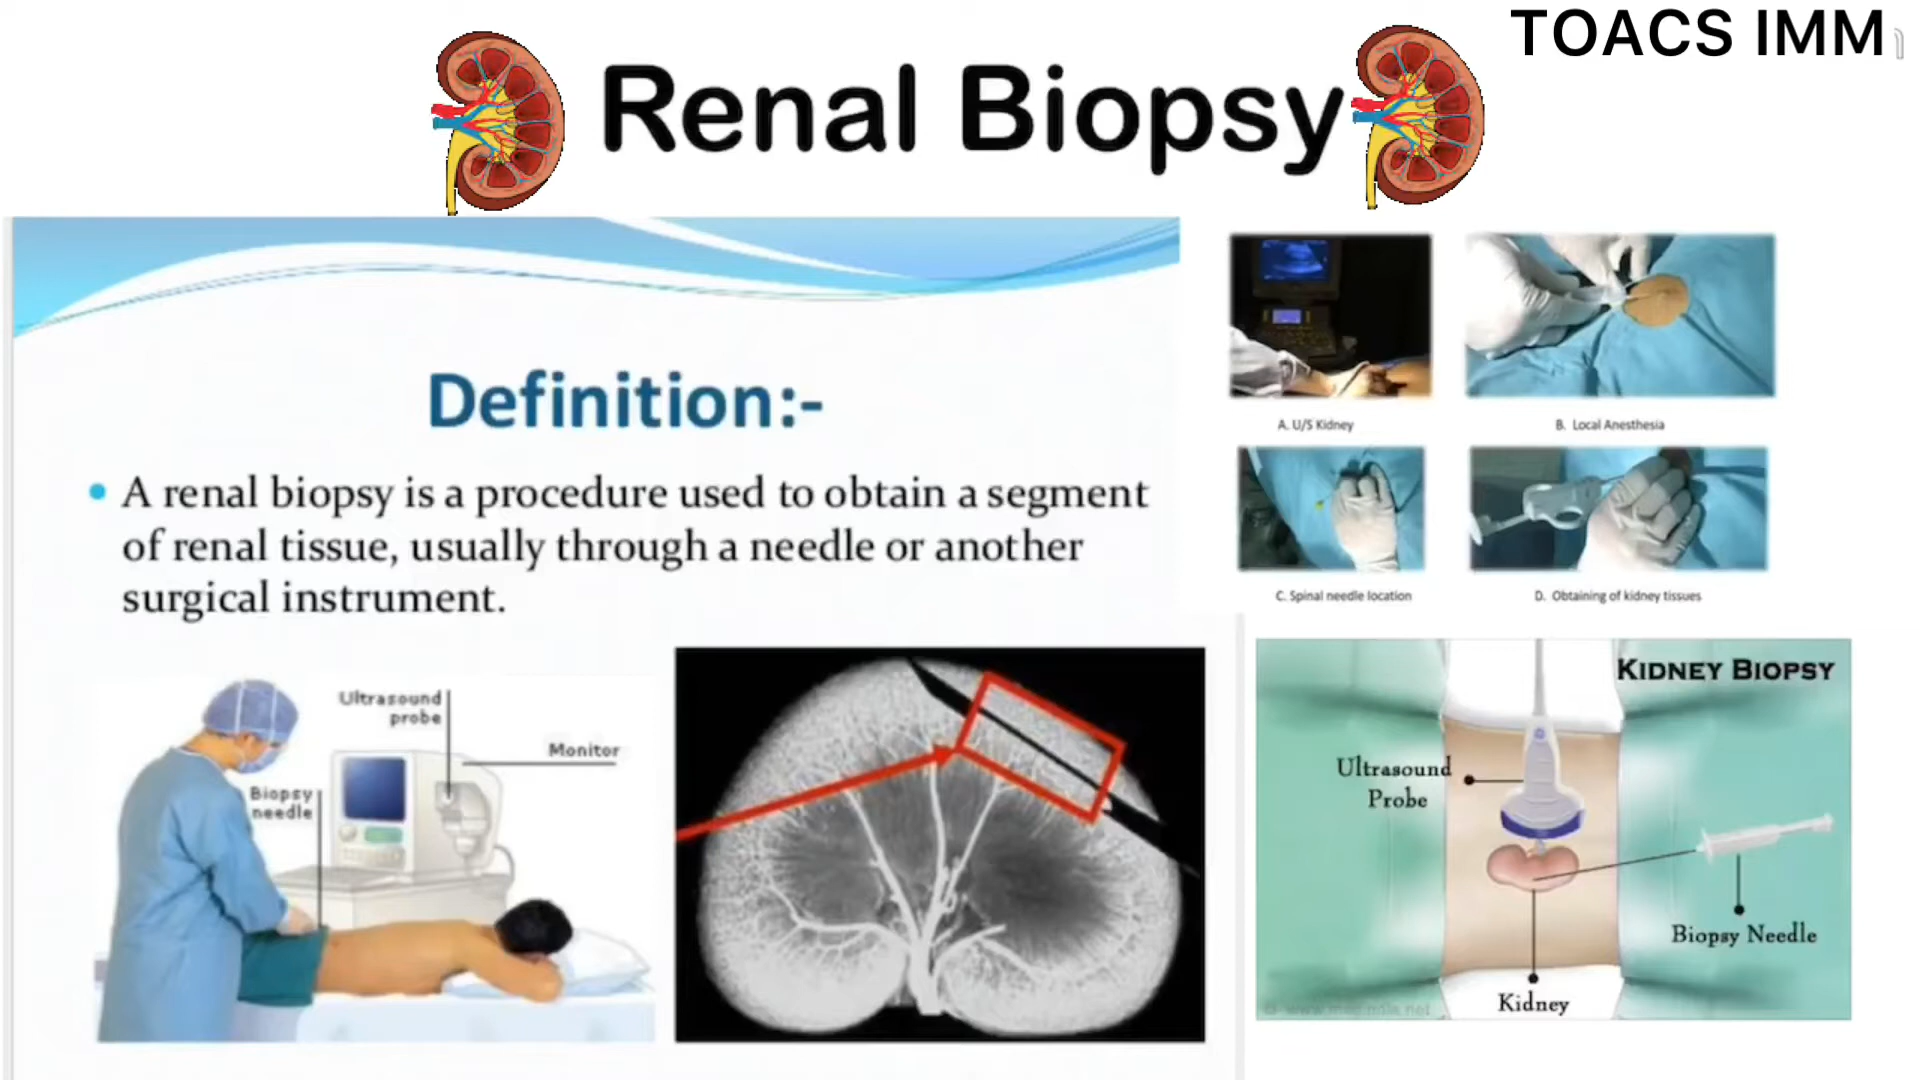 TOACS IMM
Renal Biopsy
Definition:-
• A renal biopsy is a procedure used to obtain a segment
of renal tissue, usually through a needle or another
surgical instrument.
A. U/S Kidney
B. Local Anesthesia
C. Spinal needle location
D. Obtaining of kidney tissues
Ultrasound
probe
Monitor
Biopsy
needle
KIDNEY BIOPSY
Ultrasound
Probe
Biopsy Needle
Kidney